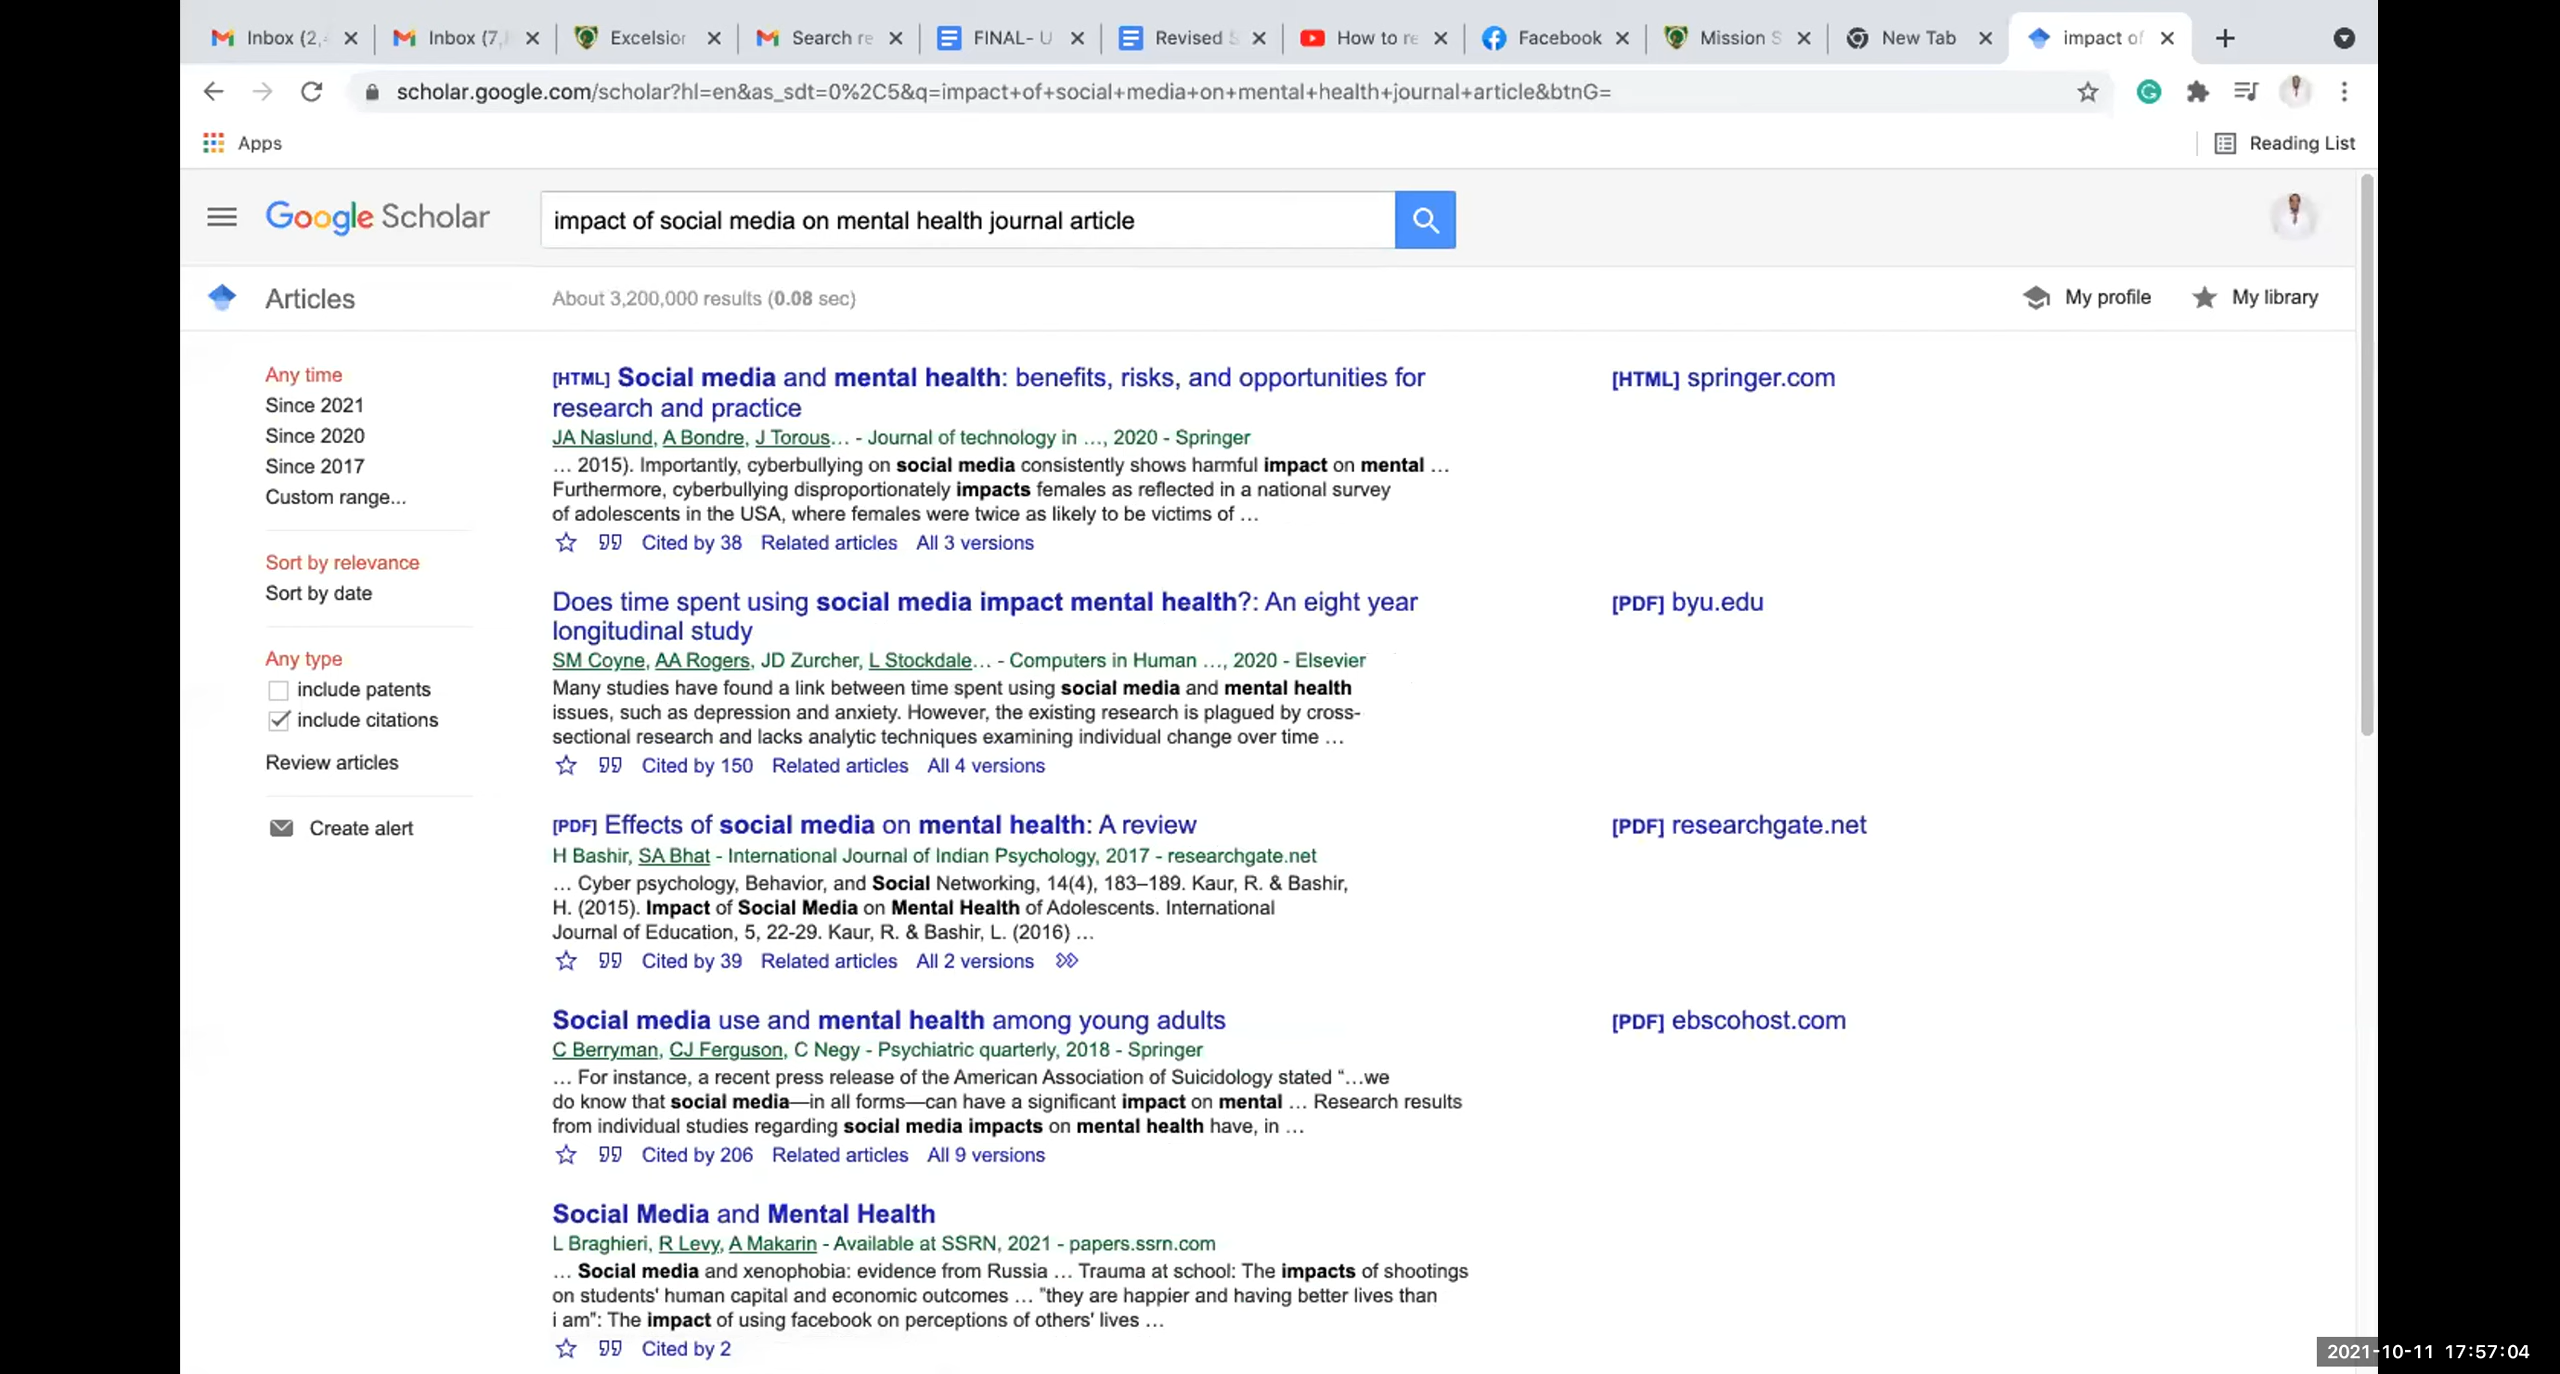 Inbox (2,
Inbox (7,
Excelsior
Search re
FINAL- U
Revised S
How to re
Facebook
Mission S
New Tab
impact of
scholar.google.com/scholar?hl=en&as_sdt=0%2C5&q=impact+of+social+media+on+mental+health+journal+article&btnG=
Apps
Reading List
Google Scholar
impact of social media on mental health journal article
Articles
About 3,200,000 results (0.08 sec)
My profile
My library
Any time
Since 2021
Since 2020
Since 2017
Custom range...
Sort by relevance
Sort by date
Any type
include patents
include citations
Review articles
Create alert
[HTML] Social media and mental health: benefits, risks, and opportunities for
research and practice
JA Naslund, A Bondre, J Torous… - Journal of technology in …, 2020 - Springer
… 2015). Importantly, cyberbullying on social media consistently shows harmful impact on mental …
Furthermore, cyberbullying disproportionately impacts females as reflected in a national survey
of adolescents in the USA, where females were twice as likely to be victims of …
Cited by 38 Related articles All 3 versions
[HTML] springer.com
Does time spent using social media impact mental health?: An eight year
longitudinal study
SM Coyne, AA Rogers, JD Zurcher, L Stockdale… - Computers in Human …, 2020 - Elsevier
Many studies have found a link between time spent using social media and mental health
issues, such as depression and anxiety. However, the existing research is plagued by cross-
sectional research and lacks analytic techniques examining individual change over time …
Cited by 150 Related articles All 4 versions
[PDF] byu.edu
[PDF] Effects of social media on mental health: A review
H Bashir, SA Bhat - International Journal of Indian Psychology, 2017 - researchgate.net
… Cyber psychology, Behavior, and Social Networking, 14(4), 183–189. Kaur, R. & Bashir,
H. (2015). Impact of Social Media on Mental Health of Adolescents. International
Journal of Education, 5, 22-29. Kaur, R. & Bashir, L. (2016) …
Cited by 39 Related articles All 2 versions
[PDF] researchgate.net
Social media use and mental health among young adults
C Berryman, CJ Ferguson, C Negy - Psychiatric quarterly, 2018 - Springer
… For instance, a recent press release of the American Association of Suicidology stated “…we
do know that social media—in all forms—can have a significant impact on mental … Research results
from individual studies regarding social media impacts on mental health have, in …
Cited by 206 Related articles All 9 versions
[PDF] ebscohost.com
Social Media and Mental Health
L Braghieri, R Levy, A Makarin - Available at SSRN, 2021 - papers.ssrn.com
… Social media and xenophobia: evidence from Russia … Trauma at school: The impacts of shootings
on students' human capital and economic outcomes … "they are happier and having better lives than
i am": The impact of using facebook on perceptions of others' lives …
Cited by 2
2021-10-11 17:57:04